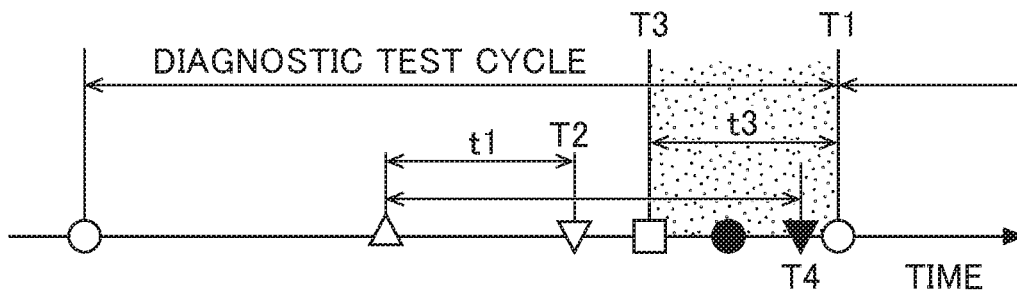 T3 T1
DIAGNOSTIC TEST CYCLE
t1 T2 t3
T4 TIME